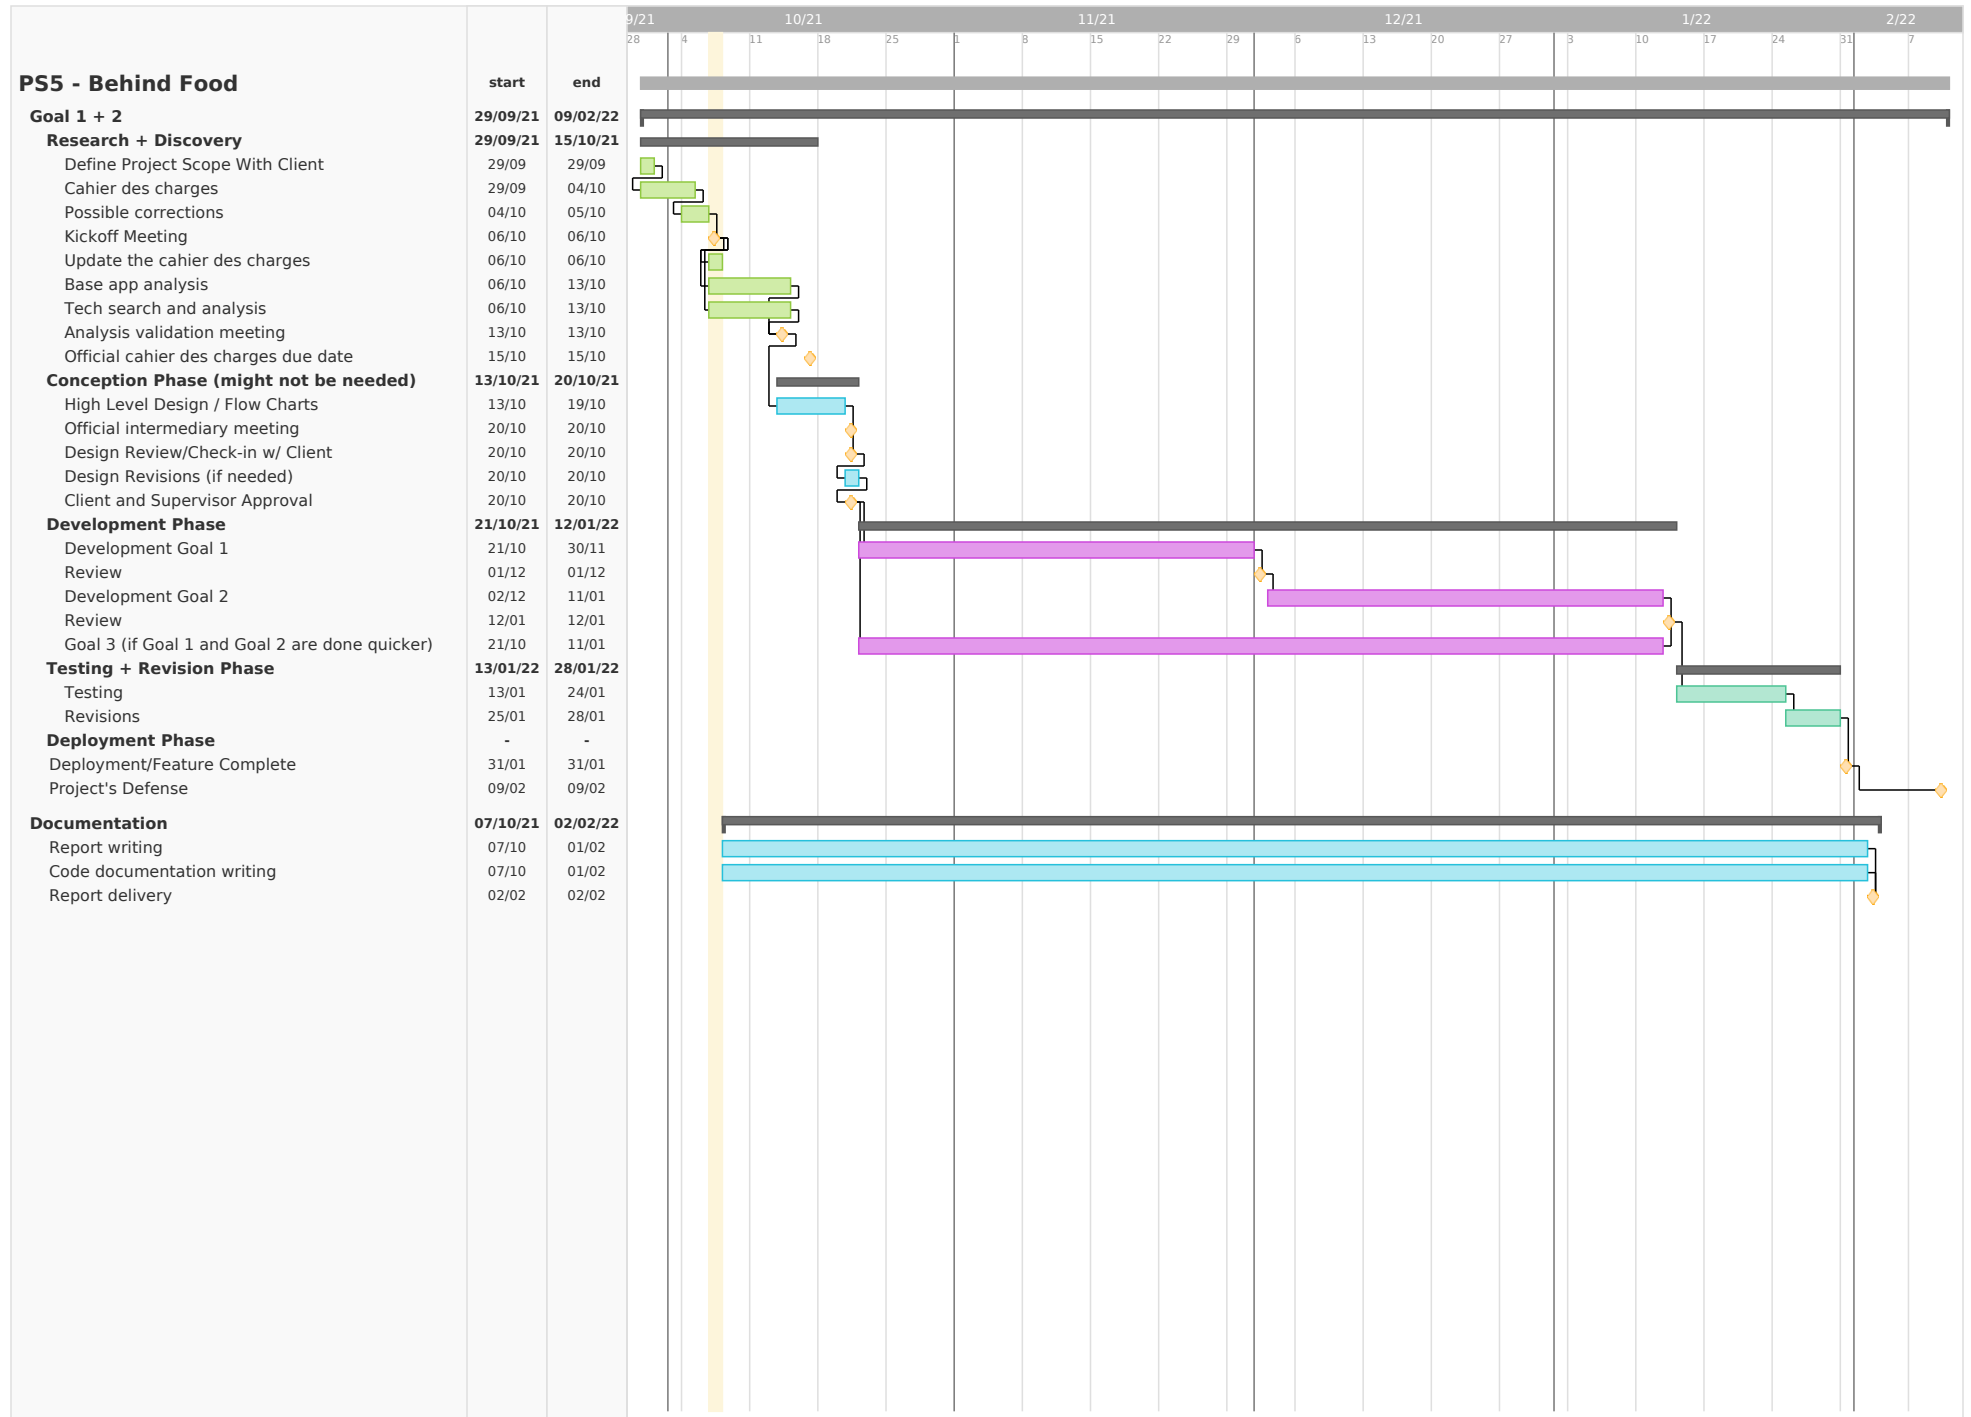 9/21 10/21 11/21 12/21 1/22 2/22
28 4 11 18 25 1 8 15 22 29 6 13 20 27 3 10 17 24 31 7
PS5 - Behind Food start end
Goal 1 + 2 29/09/21 09/02/22
Research + Discovery 29/09/21 15/10/21
Define Project Scope With Client 29/09 29/09
Cahier des charges 29/09 04/10
Possible corrections 04/10 05/10
Kickoff Meeting 06/10 06/10
Update the cahier des charges 06/10 06/10
Base app analysis 06/10 13/10
Tech search and analysis 06/10 13/10
Analysis validation meeting 13/10 13/10
Official cahier des charges due date 15/10 15/10
Conception Phase (might not be needed) 13/10/21 20/10/21
High Level Design / Flow Charts 13/10 19/10
Official intermediary meeting 20/10 20/10
Design Review/Check-in w/ Client 20/10 20/10
Design Revisions (if needed) 20/10 20/10
Client and Supervisor Approval 20/10 20/10
Development Phase 21/10/21 12/01/22
Development Goal 1 21/10 30/11
Review 01/12 01/12
Development Goal 2 02/12 11/01
Review 12/01 12/01
Goal 3 (if Goal 1 and Goal 2 are done quicker) 21/10 11/01
Testing + Revision Phase 13/01/22 28/01/22
Testing 13/01 24/01
Revisions 25/01 28/01
Deployment Phase - -
Deployment/Feature Complete 31/01 31/01
Project's Defense 09/02 09/02
Documentation 07/10/21 02/02/22
Report writing 07/10 01/02
Code documentation writing 07/10 01/02
Report delivery 02/02 02/02